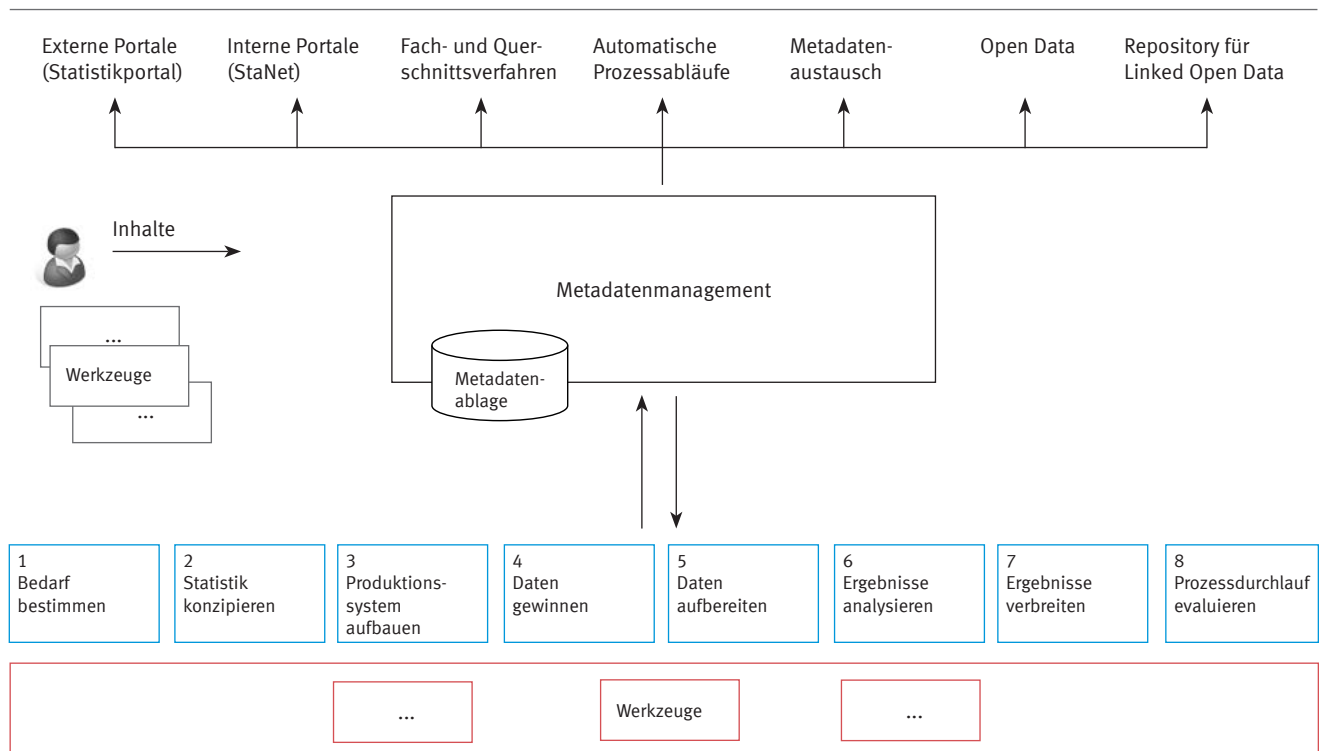 Externe Portale
(Statistikportal)
Interne Portale
(StaNet)
Fach- und Quer-
schnittsverfahren
Automatische
Prozessabläufe
Metadaten-
austausch
Open Data
Repository für
Linked Open Data
Inhalte
...
Werkzeuge
...
Metadatenmanagement
Metadaten-
ablage
1
Bedarf
bestimmen
2
Statistik
konzipieren
3
Produktions-
system
aufbauen
4
Daten
gewinnen
5
Daten
aufbereiten
6
Ergebnisse
analysieren
7
Ergebnisse
verbreiten
8
Prozessdurchlauf
evaluieren
...
Werkzeuge
...